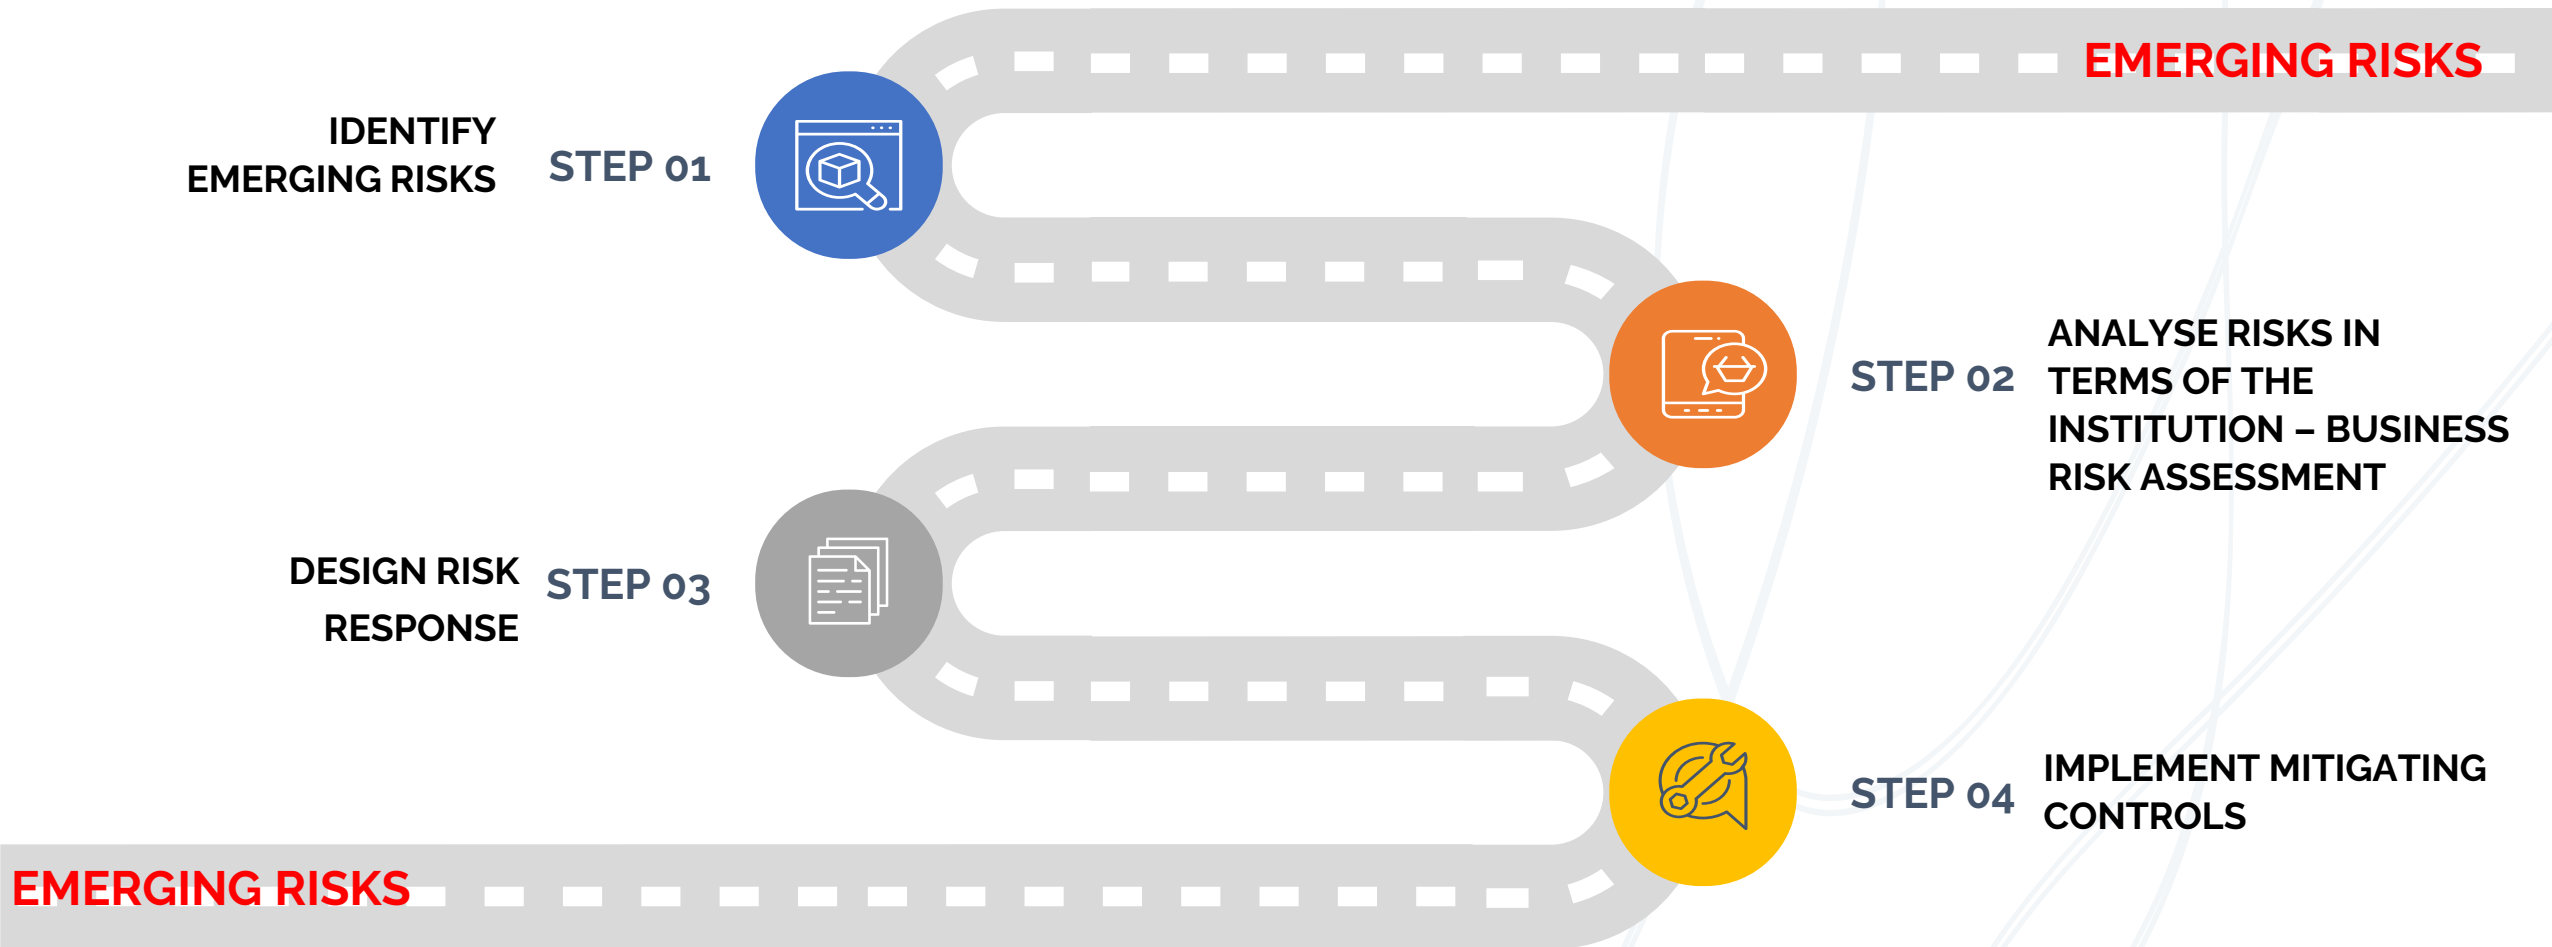 EMERGING RISKS
IDENTIFY
EMERGING RISKS
STEP 01
STEP 02
ANALYSE RISKS IN
TERMS OF THE
INSTITUTION – BUSINESS
RISK ASSESSMENT
DESIGN RISK
RESPONSE
STEP 03
STEP 04
IMPLEMENT MITIGATING
CONTROLS
EMERGING RISKS